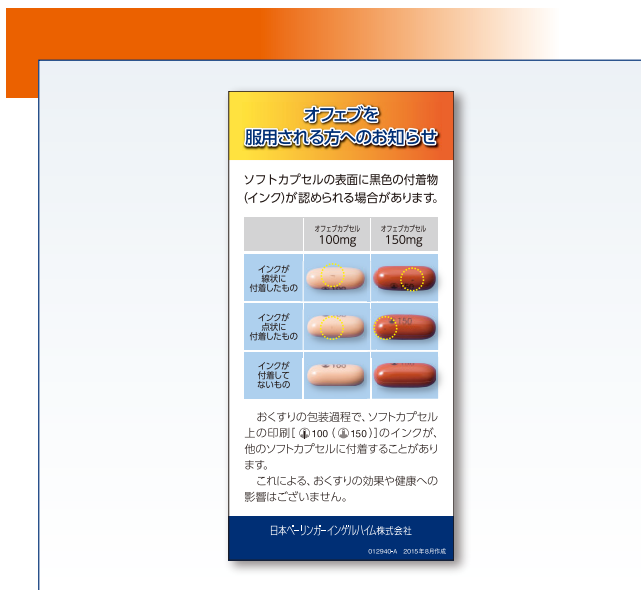 オフェブを
服用される方へのお知らせ
ソフトカプセルの表面に黒色の付着物
(インク)が認められる場合があります。
オフェブカプセル
100mg
オフェブカプセル
150mg
インクが
線状に
付着したもの
インクが
点状に
付着したもの
150
インクが
付着して
ないもの
おくすりの包装過程で、ソフトカプセル
上の印刷[ 100 ( 150)]のインクが、
他のソフトカプセルに付着することがあり
ます。
これによる、おくすりの効果や健康への
影響はございません。
日本ベーリンガーインゲルハイム株式会社
012940-A 2015年8月作成